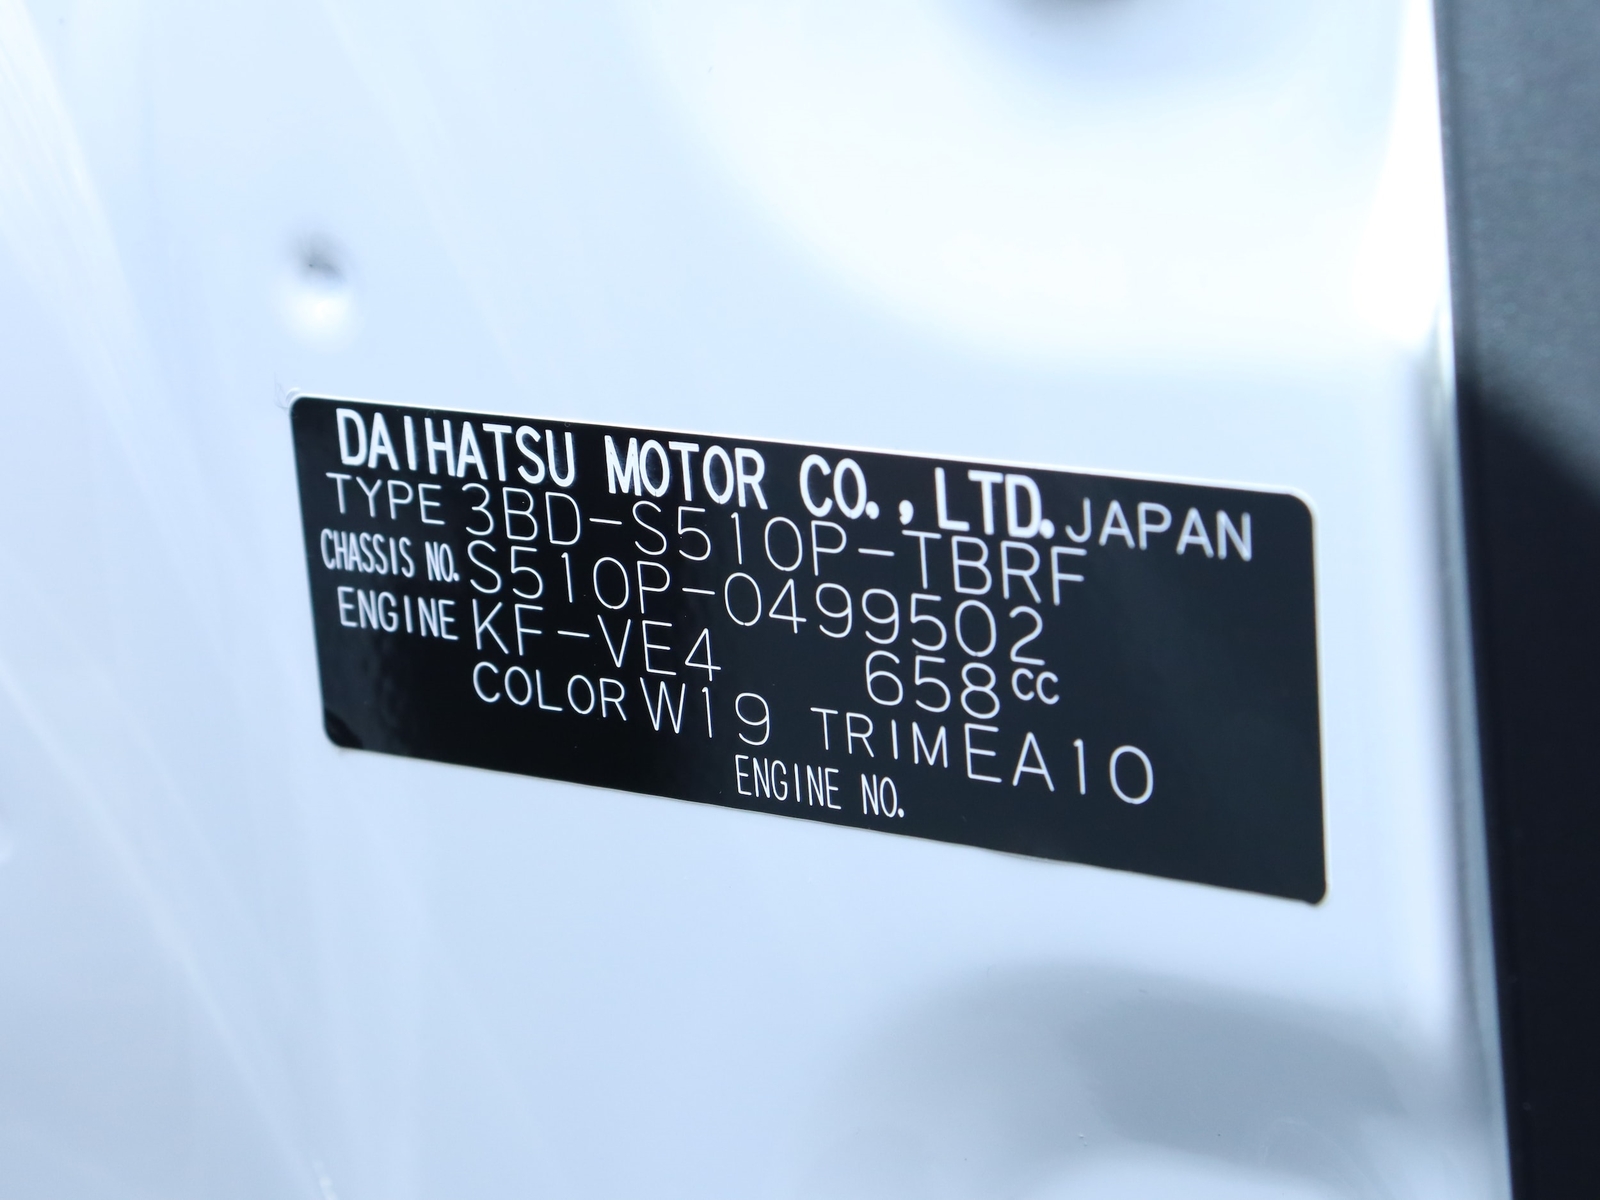 DAIHATSU MOTOR CO.,LTD. JAPAN
TYPE 3BD-S510P-TBRF
CHASSIS NO. S510P-0499502
ENGINE KF-VE4 658cc
COLOR W19 TRIM EA10
ENGINE NO.